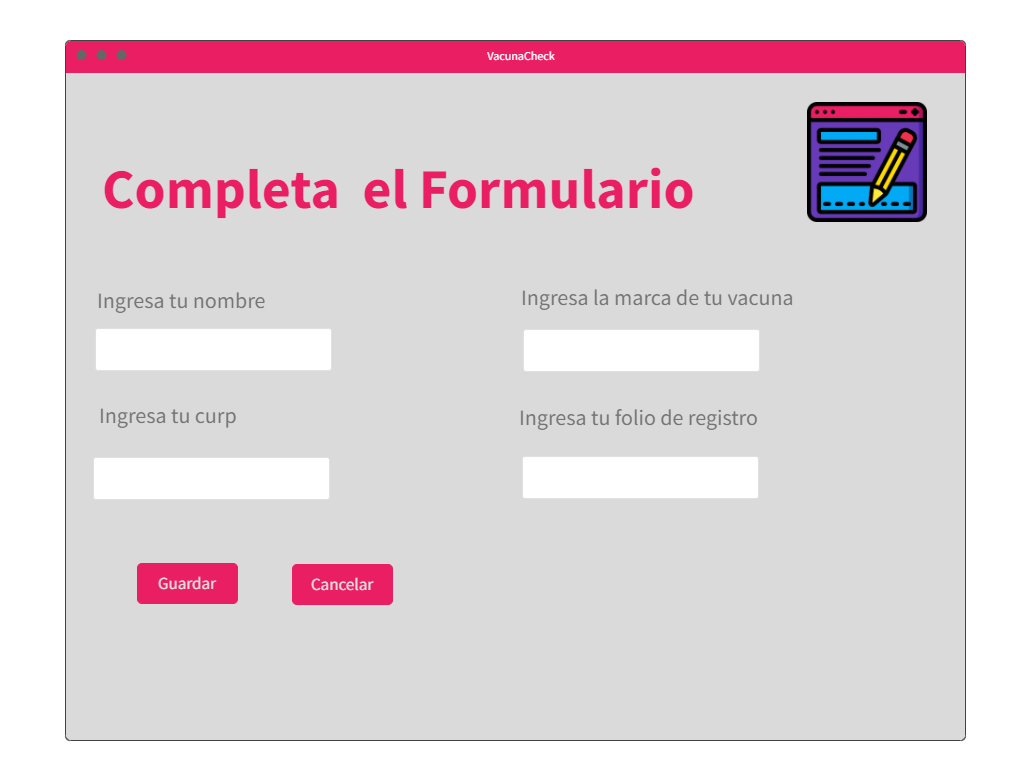 VacunaCheck
Completa el Formulario
Ingresa tu nombre
Ingresa la marca de tu vacuna
Ingresa tu curp
Ingresa tu folio de registro
Guardar
Cancelar